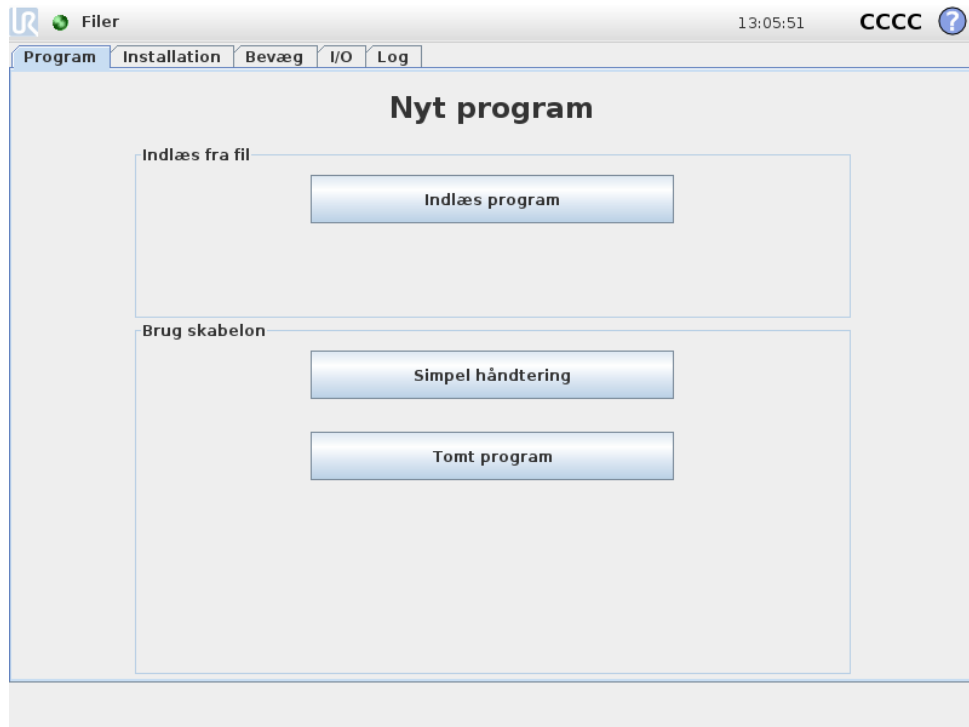 UR Filer 13:05:51 CCCC ?
Program Installation Bevæg I/O Log
Nyt program
Indlæs fra fil
Indlæs program
Brug skabelon
Simpel håndtering
Tomt program